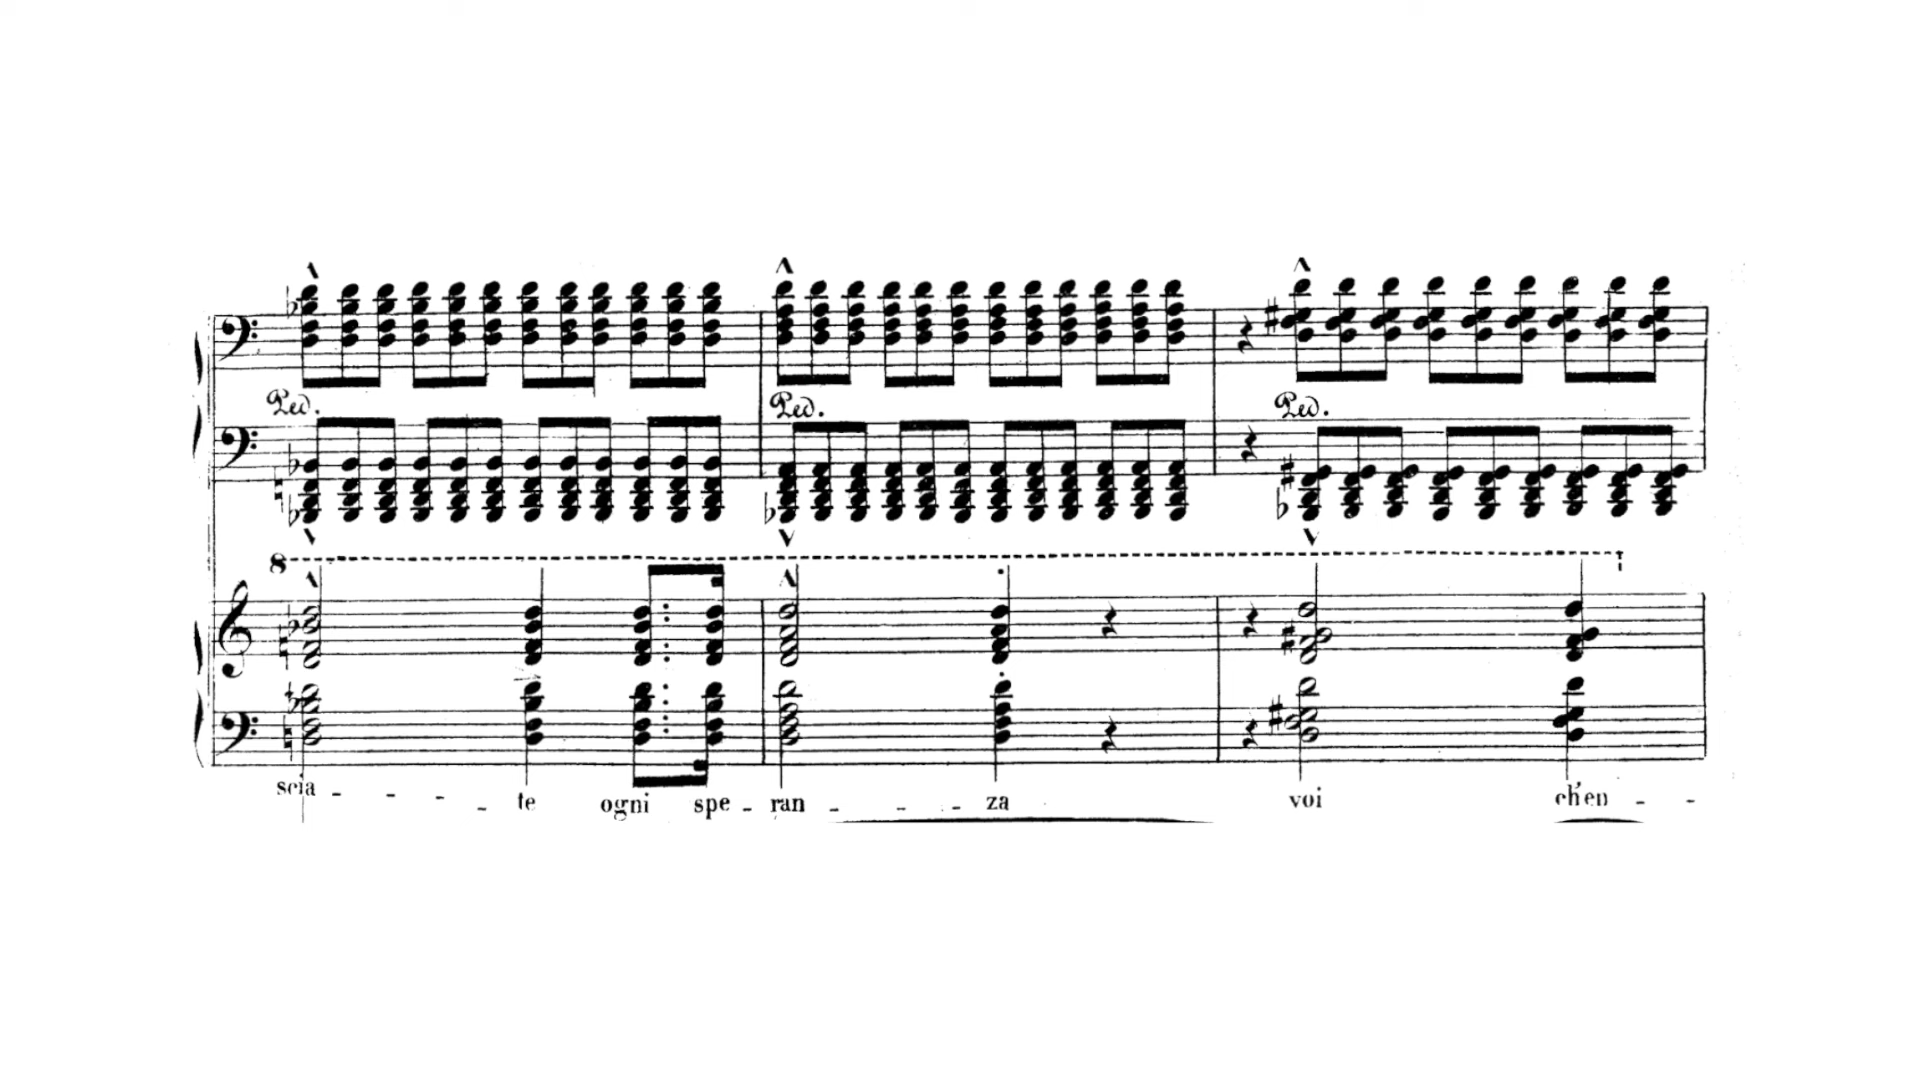 Ped. Ped. Ped.
8
scia - - - - te ogni spe - ran - - - - za voi ch'en - -